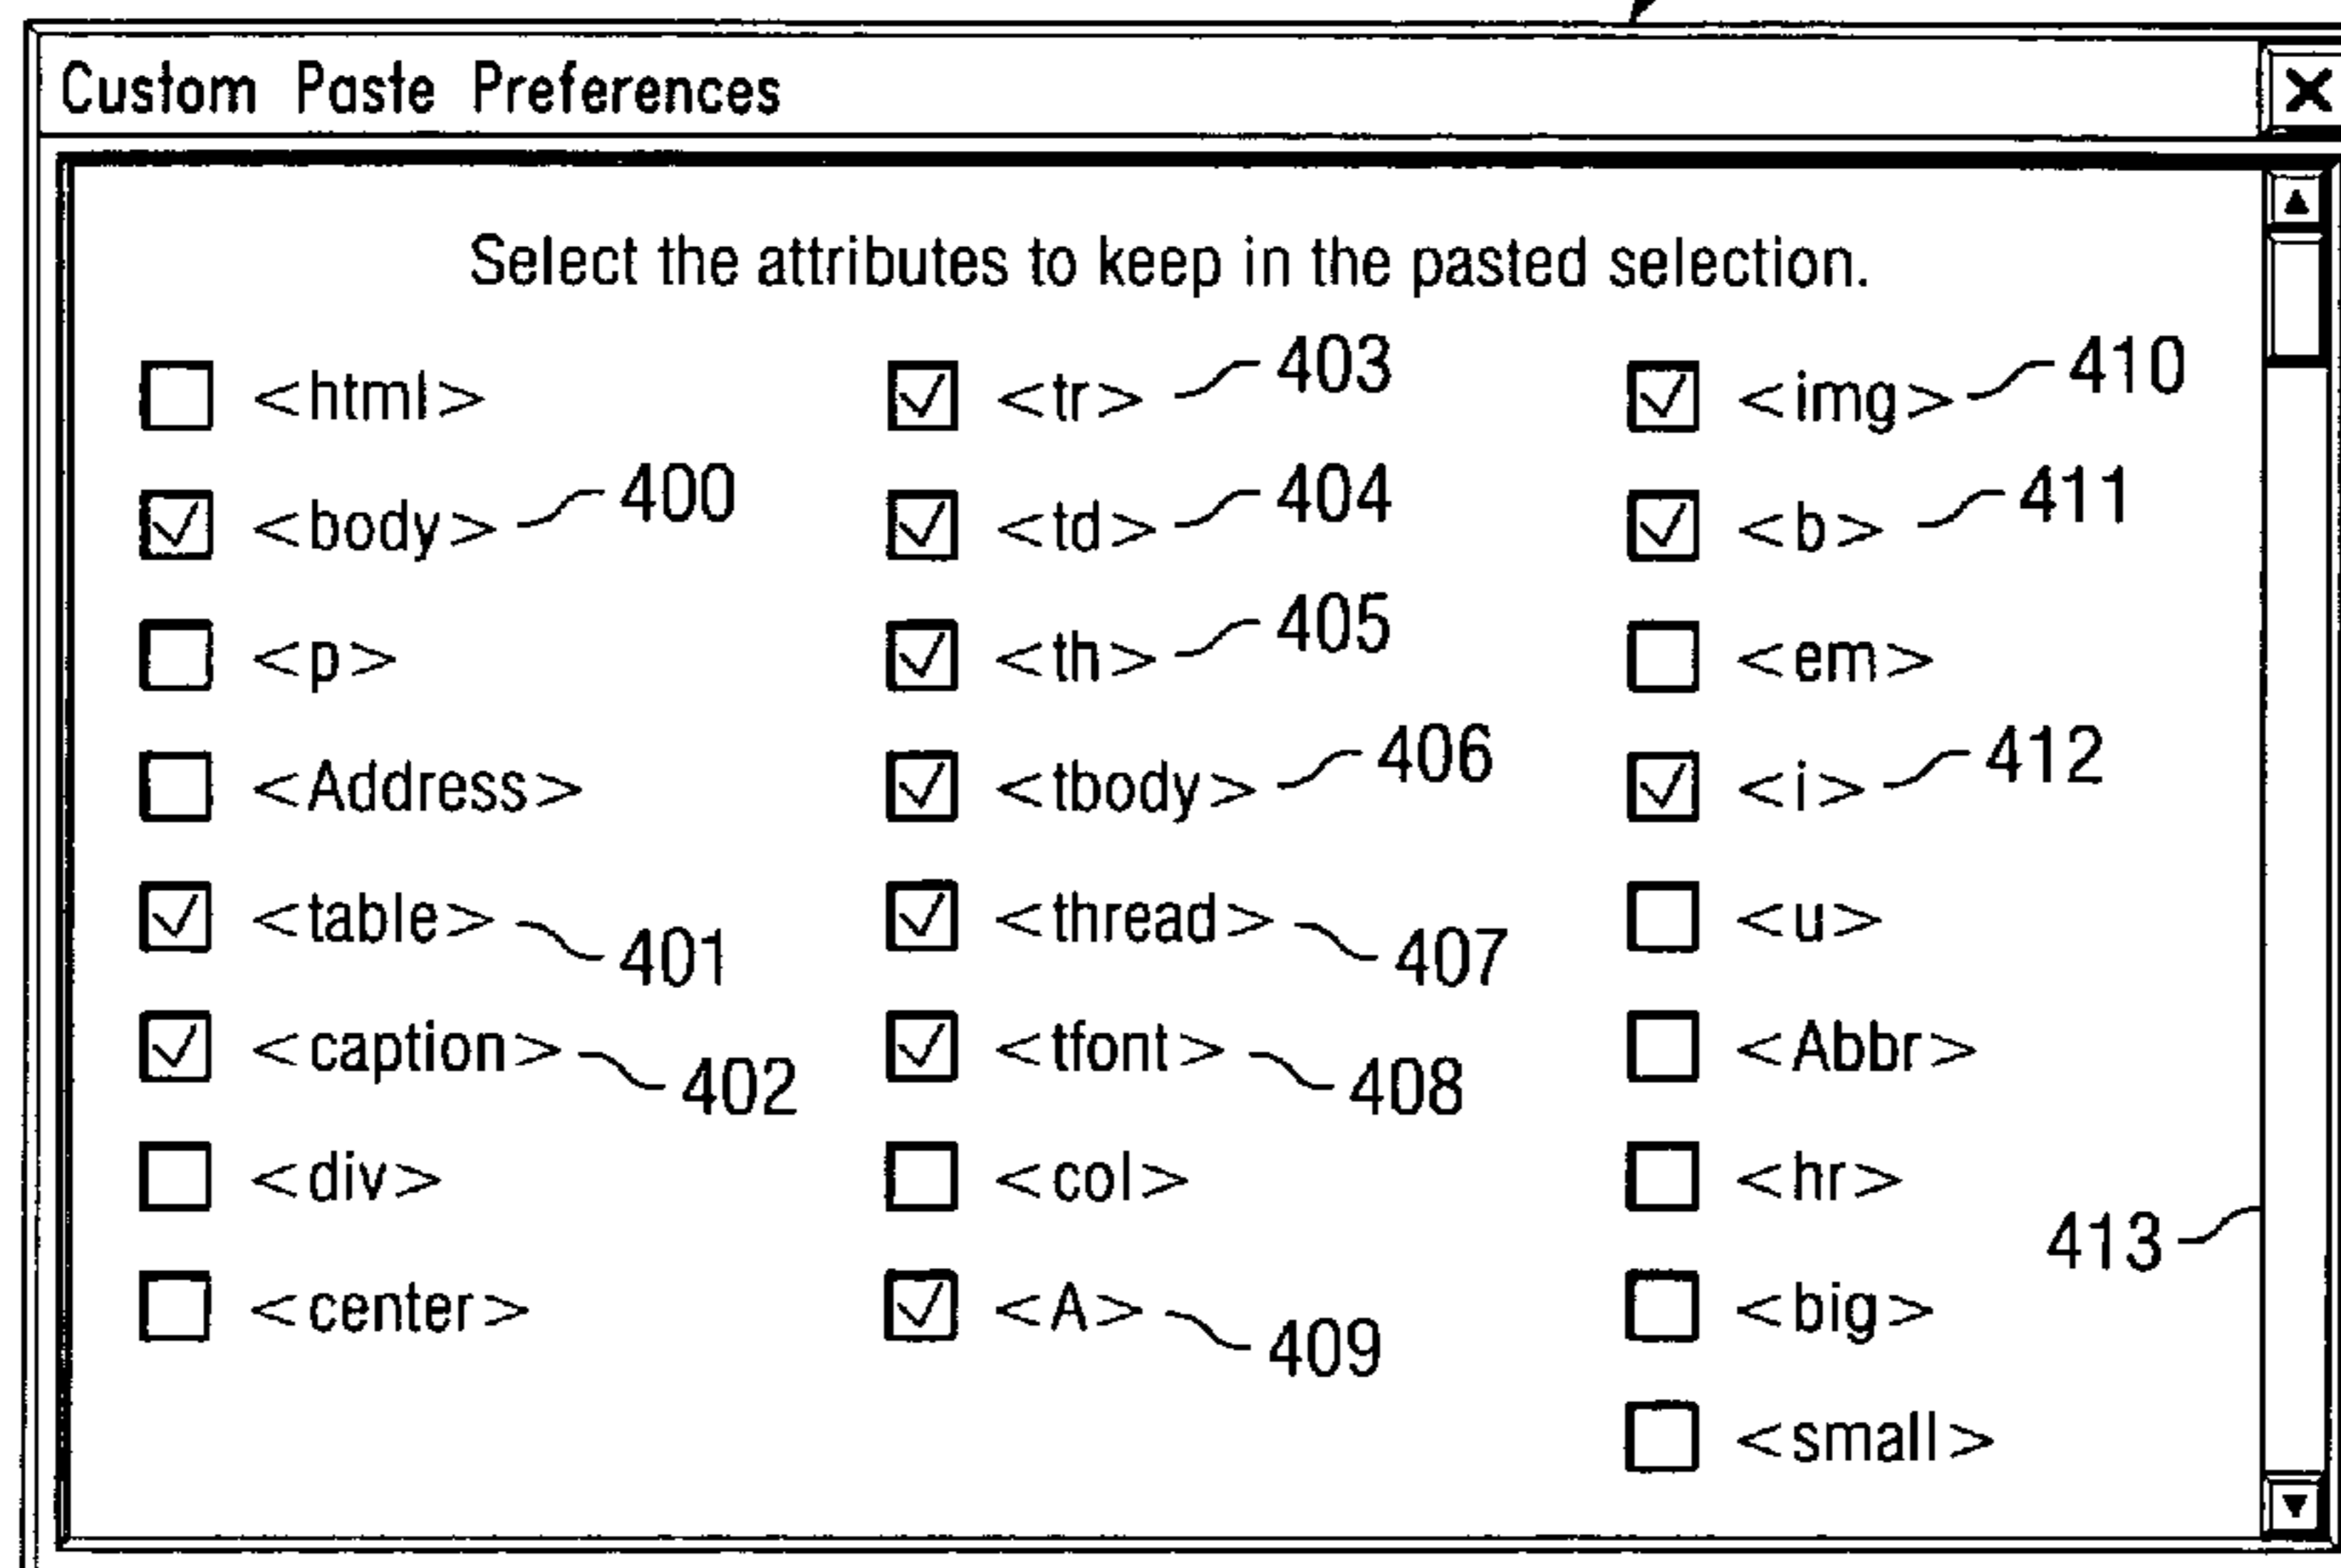 Custom Paste Preferences
Select the attributes to keep in the pasted selection.
<html> <tr> 403 <img> 410
<body> 400 <td> 404 <b> 411
<p> <th> 405 <em>
<Address> <tbody> 406 <i> 412
<table> 401 <thread> 407 <u>
<caption> 402 <tfont> 408 <Abbr>
<div> <col> <hr>
413
<center> <A> 409 <big>
<small>